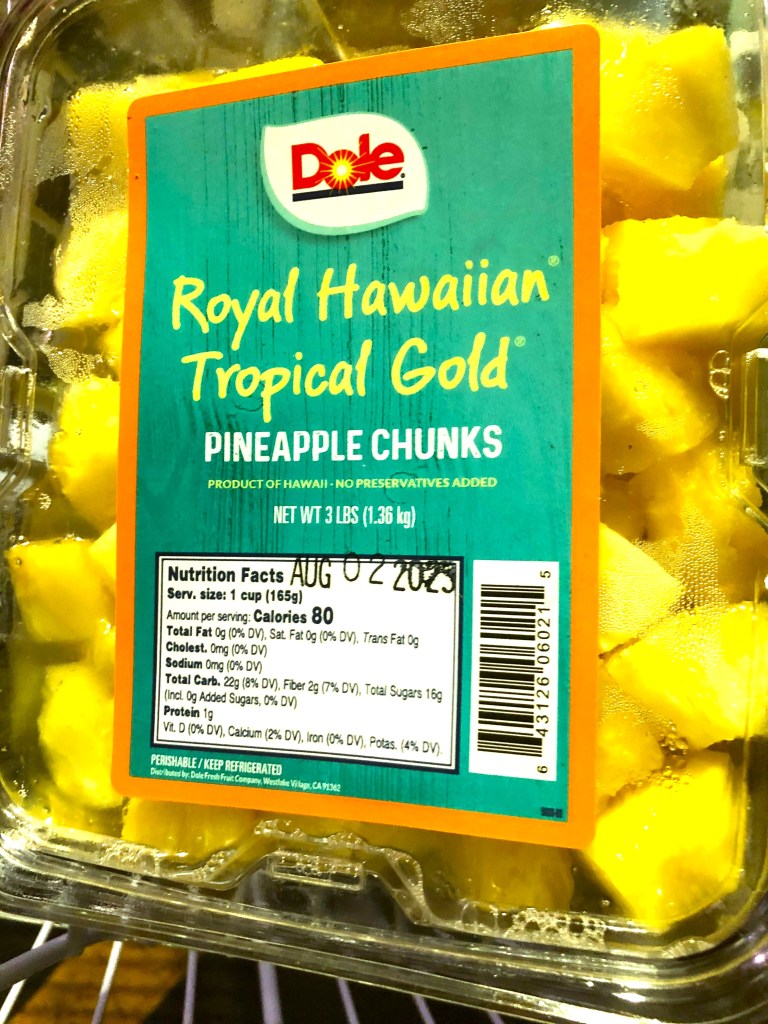 Dole®
Royal Hawaiian®
Tropical Gold®
PINEAPPLE CHUNKS
PRODUCT OF HAWAII - NO PRESERVATIVES ADDED
NET WT 3 LBS (1.36 kg)
AUG 02 2023
Nutrition Facts
Serv. size: 1 cup (165g)
Amount per serving: Calories 80
Total Fat 0g (0% DV), Sat. Fat 0g (0% DV), Trans Fat 0g
Cholest. 0mg (0% DV)
Sodium 0mg (0% DV)
Total Carb. 22g (8% DV), Fiber 2g (7% DV), Total Sugars 16g
(Incl. 0g Added Sugars, 0% DV)
Protein 1g
Vit. D (0% DV), Calcium (2% DV), Iron (0% DV), Potas. (4% DV).
PERISHABLE / KEEP REFRIGERATED
Distributed by: Dole Fresh Fruit Company, Westlake Village, CA 91362
6 43126 06021 5